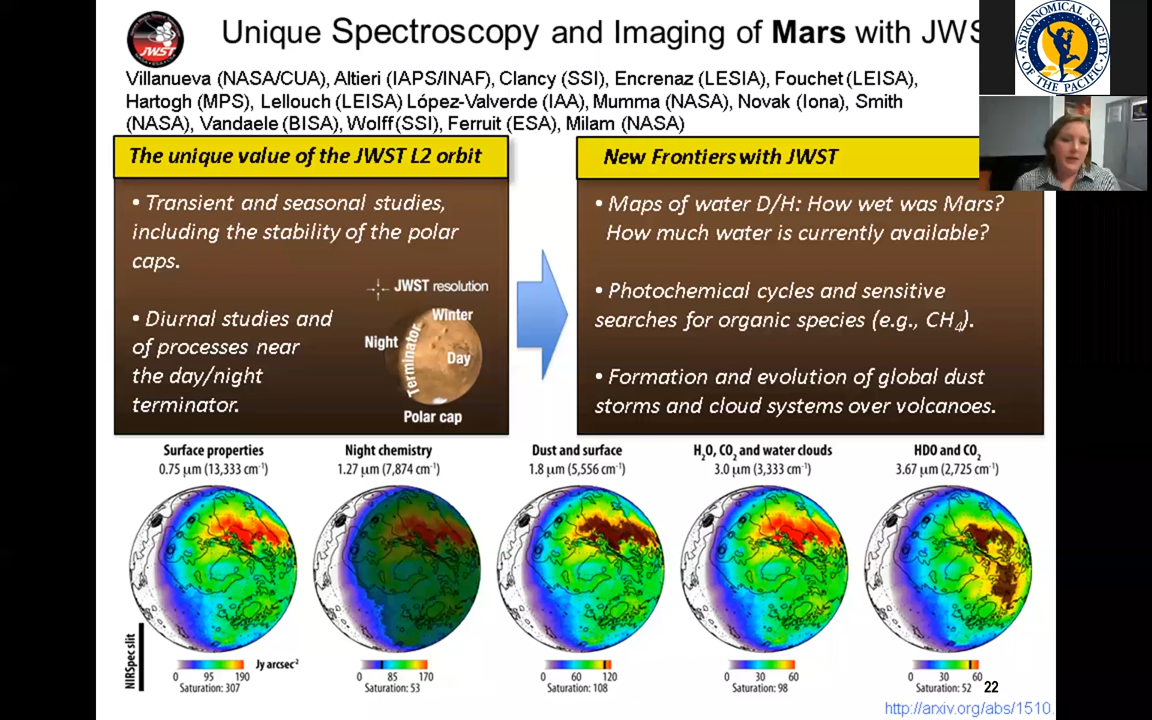 Unique Spectroscopy and Imaging of Mars with JWS
JWST
ASTRONOMICAL SOCIETY OF THE PACIFIC
Villanueva (NASA/CUA), Altieri (IAPS/INAF), Clancy (SSI), Encrenaz (LESIA), Fouchet (LEISA),
Hartogh (MPS), Lellouch (LEISA) López-Valverde (IAA), Mumma (NASA), Novak (Iona), Smith
(NASA), Vandaele (BISA), Wolff (SSI), Ferruit (ESA), Milam (NASA)
The unique value of the JWST L2 orbit
• Transient and seasonal studies,
including the stability of the polar
caps.
• Diurnal studies and
of processes near
the day/night
terminator.
JWST resolution
Winter
Night
Terminator
Day
Polar cap
New Frontiers with JWST
• Maps of water D/H: How wet was Mars?
How much water is currently available?
• Photochemical cycles and sensitive
searches for organic species (e.g., CH₄).
• Formation and evolution of global dust
storms and cloud systems over volcanoes.
Surface properties
0.75 μm (13,333 cm⁻¹)
Night chemistry
1.27 μm (7,874 cm⁻¹)
Dust and surface
1.8 μm (5,556 cm⁻¹)
H₂O, CO₂ and water clouds
3.0 μm (3,333 cm⁻¹)
HDO and CO₂
3.67 μm (2,725 cm⁻¹)
NIRSpec slit
Jy arcsec⁻²
0 95 190
Saturation: 307
0 85 170
Saturation: 53
0 60 120
Saturation: 108
0 30 60
Saturation: 98
0 30 60
Saturation: 52
22
http://arxiv.org/abs/1510